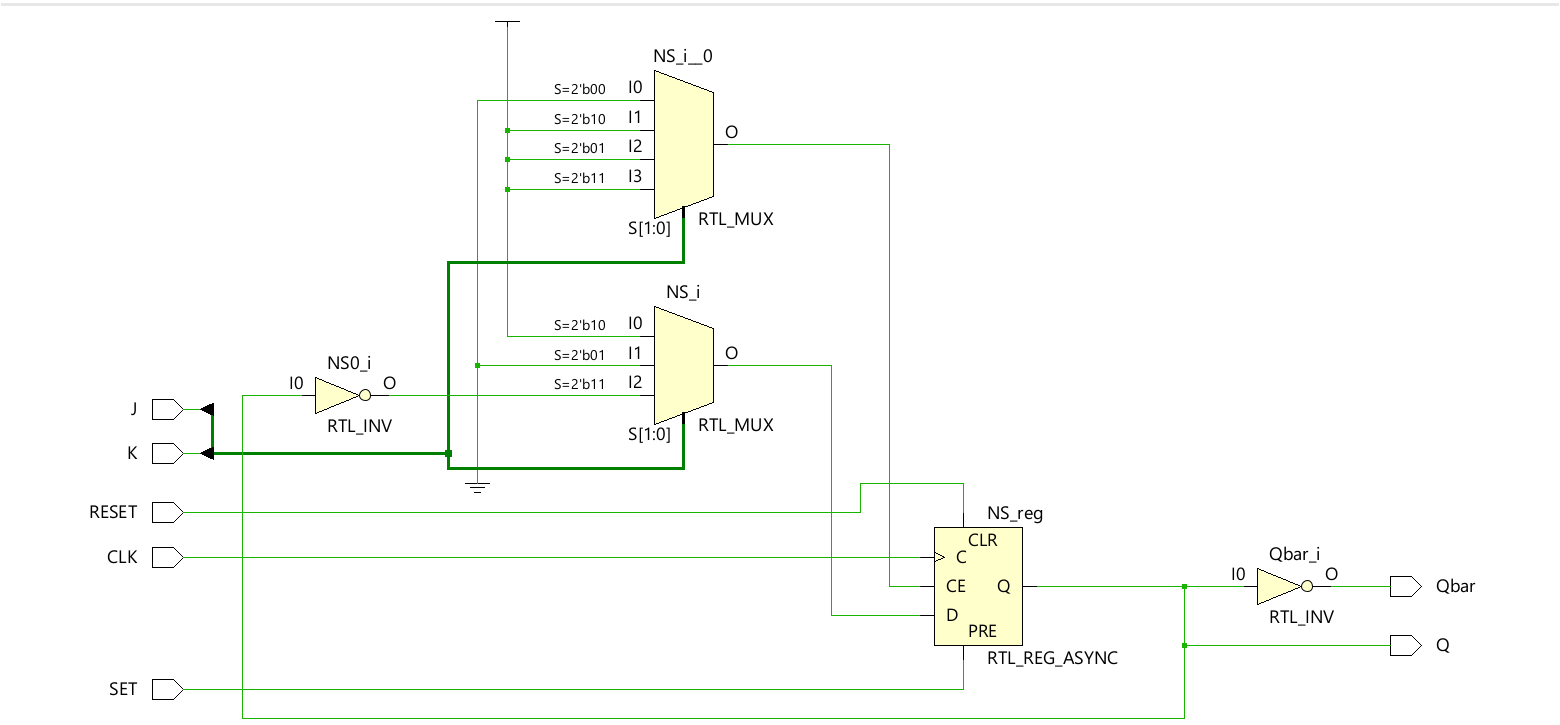 NS_i__0
S=2'b00 I0
S=2'b10 I1
O
S=2'b01 I2
S=2'b11 I3
S[1:0] RTL_MUX
NS_i
S=2'b10 I0
S=2'b01 I1
O
S=2'b11 I2
S[1:0] RTL_MUX
NS0_i
I0 O
RTL_INV
J
K
RESET
CLK
SET
NS_reg
CLR
C
CE Q
D
PRE
RTL_REG_ASYNC
Qbar_i
I0 O
RTL_INV
Qbar
Q